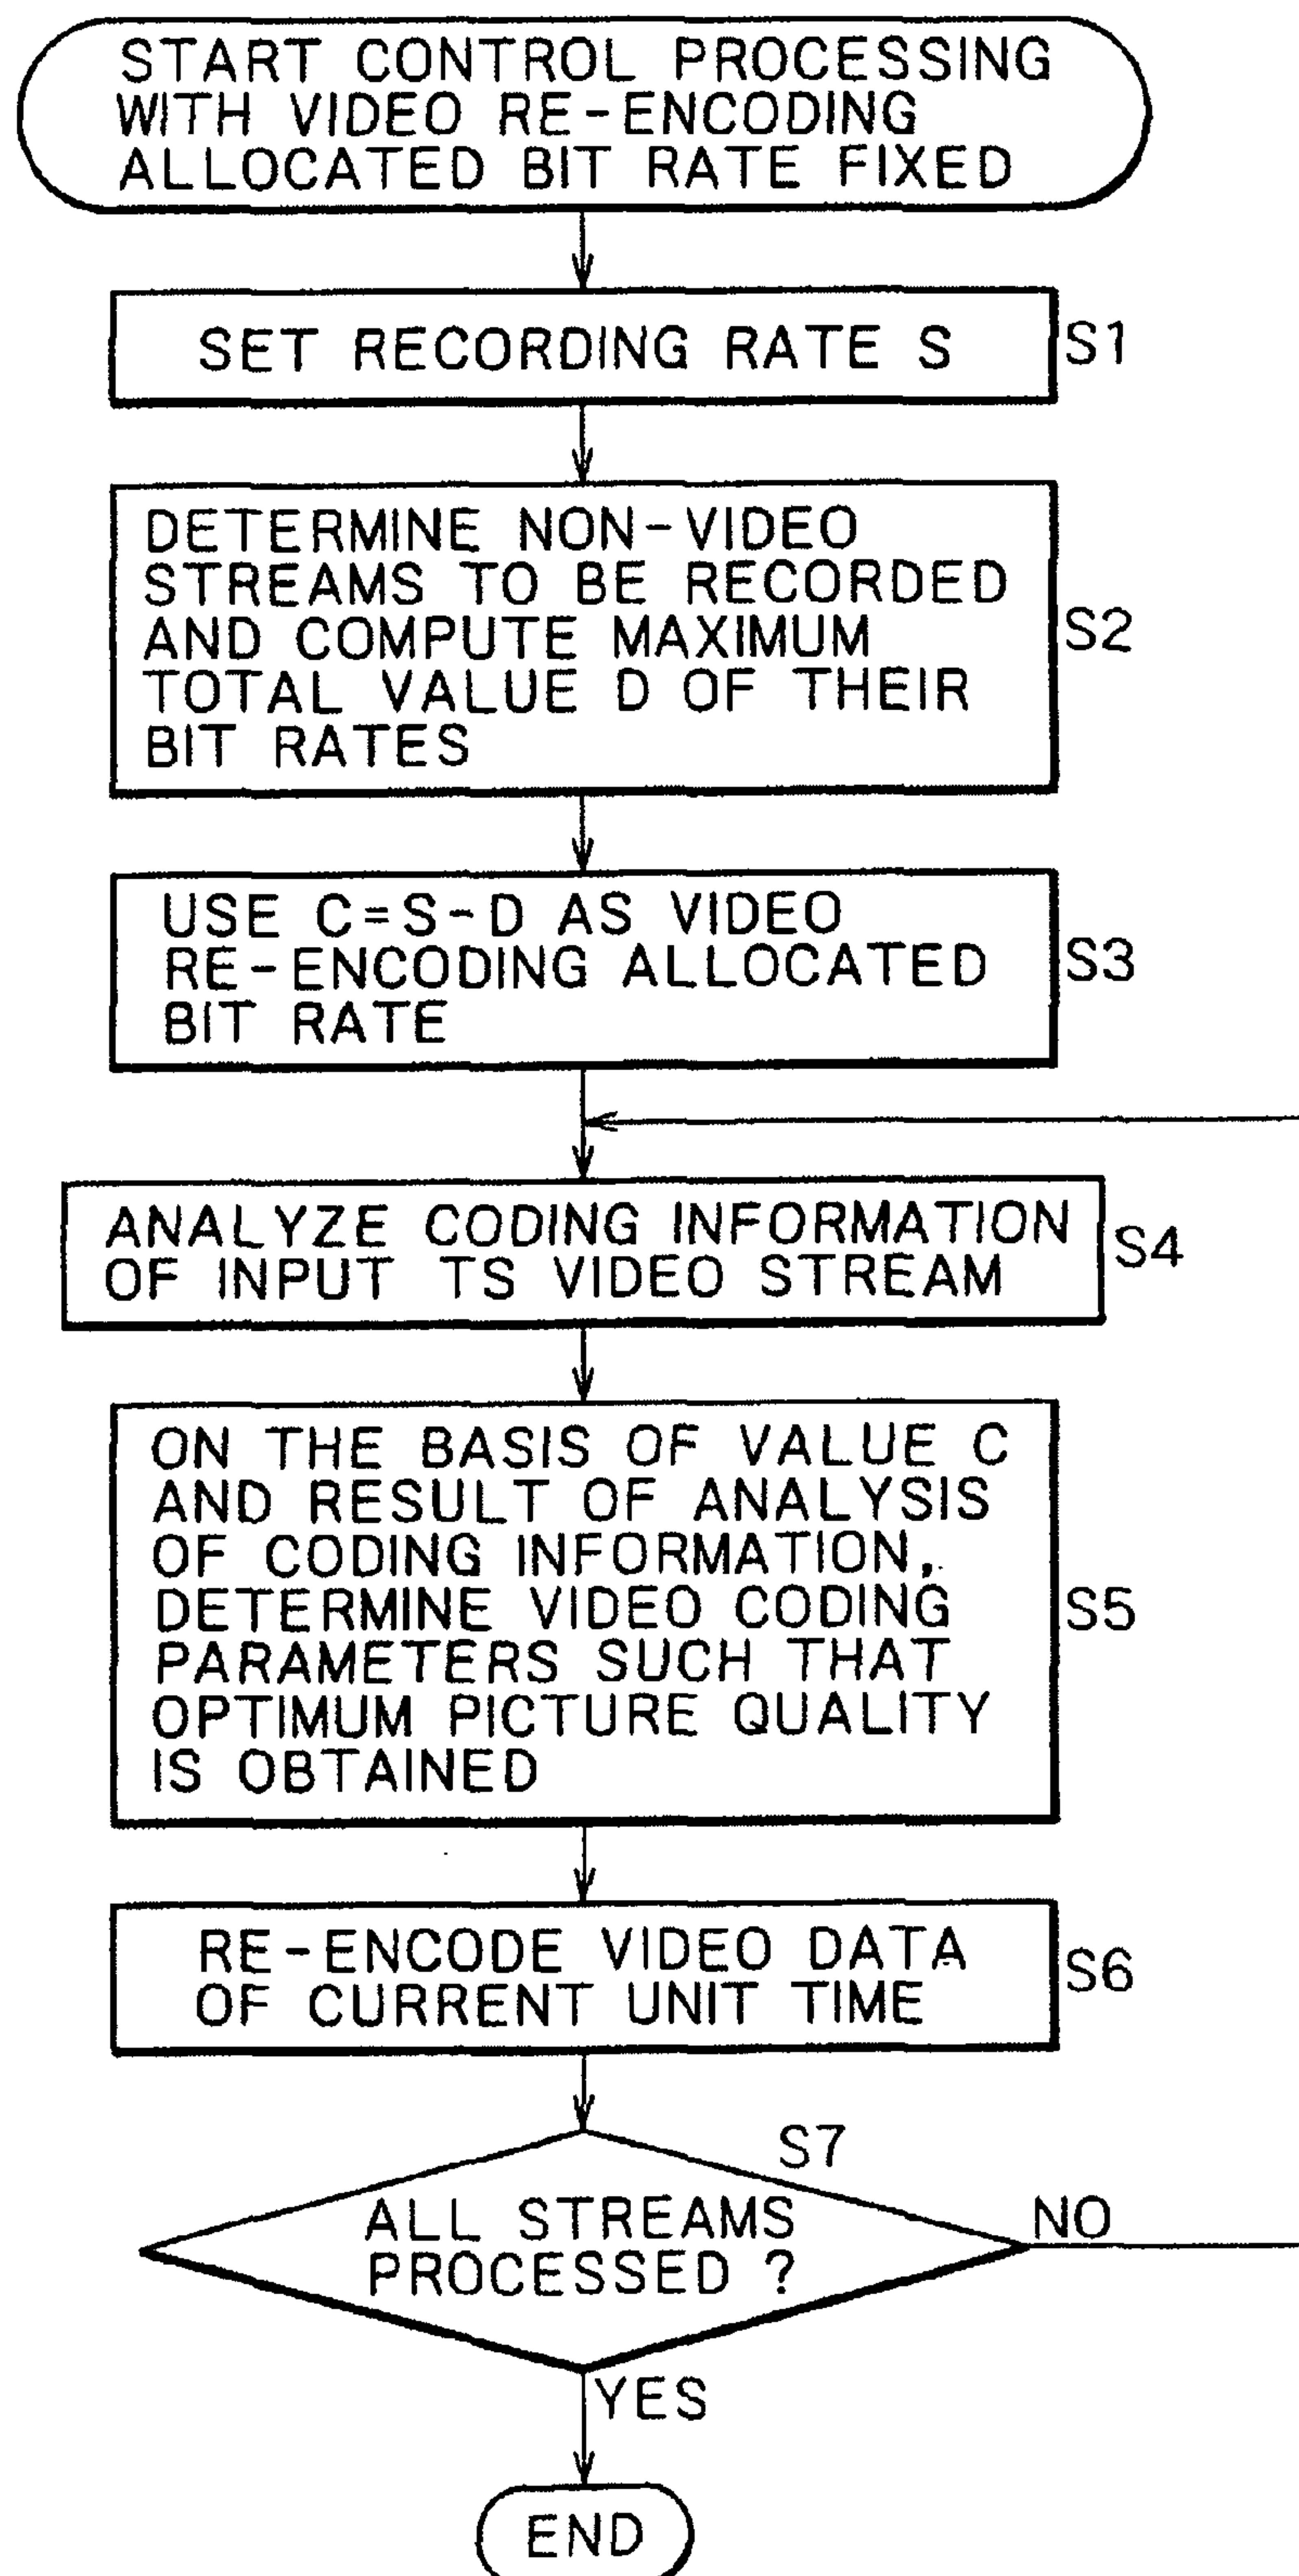 START CONTROL PROCESSING
WITH VIDEO RE-ENCODING
ALLOCATED BIT RATE FIXED
SET RECORDING RATE S
S1
DETERMINE NON-VIDEO
STREAMS TO BE RECORDED
AND COMPUTE MAXIMUM
TOTAL VALUE D OF THEIR
BIT RATES
S2
USE C=S-D AS VIDEO
RE-ENCODING ALLOCATED
BIT RATE
S3
ANALYZE CODING INFORMATION
OF INPUT TS VIDEO STREAM
S4
ON THE BASIS OF VALUE C
AND RESULT OF ANALYSIS
OF CODING INFORMATION,
DETERMINE VIDEO CODING
PARAMETERS SUCH THAT
OPTIMUM PICTURE QUALITY
IS OBTAINED
S5
RE-ENCODE VIDEO DATA
OF CURRENT UNIT TIME
S6
S7
ALL STREAMS
PROCESSED ?
NO
YES
END